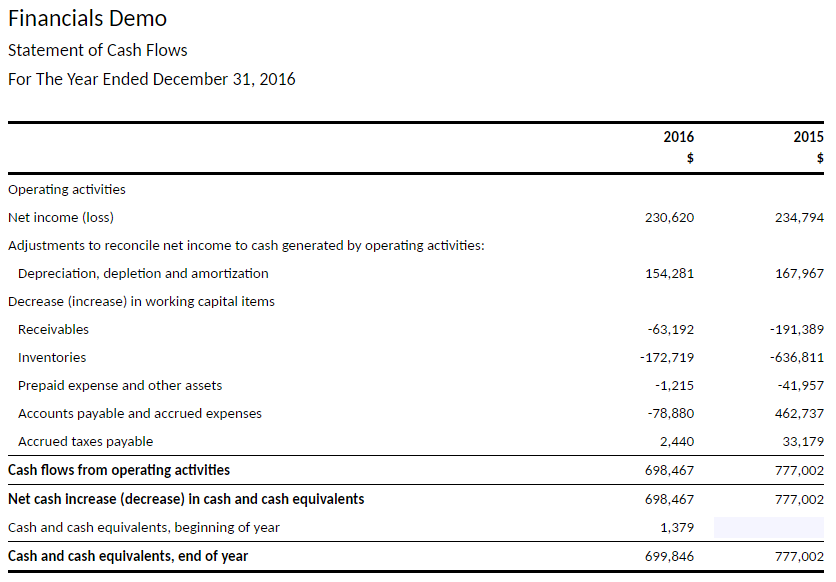 Financials Demo
Statement of Cash Flows
For The Year Ended December 31, 2016
2016 2015
$ $
Operating activities
Net income (loss) 230,620 234,794
Adjustments to reconcile net income to cash generated by operating activities:
Depreciation, depletion and amortization 154,281 167,967
Decrease (increase) in working capital items
Receivables -63,192 -191,389
Inventories -172,719 -636,811
Prepaid expense and other assets -1,215 -41,957
Accounts payable and accrued expenses -78,880 462,737
Accrued taxes payable 2,440 33,179
Cash flows from operating activities 698,467 777,002
Net cash increase (decrease) in cash and cash equivalents 698,467 777,002
Cash and cash equivalents, beginning of year 1,379
Cash and cash equivalents, end of year 699,846 777,002